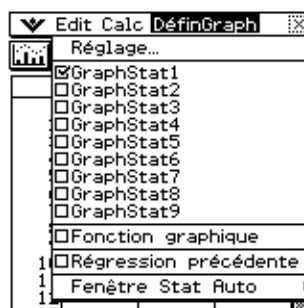 Edit Calc DéfinGraph
Réglage...
GraphStat1
GraphStat2
GraphStat3
GraphStat4
GraphStat5
GraphStat6
GraphStat7
GraphStat8
GraphStat9
Fonction graphique
Régression précédente
Fenêtre Stat Auto